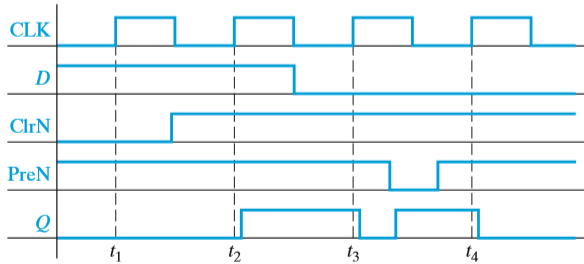 CLK
D
ClrN
PreN
Q
t1 t2 t3 t4